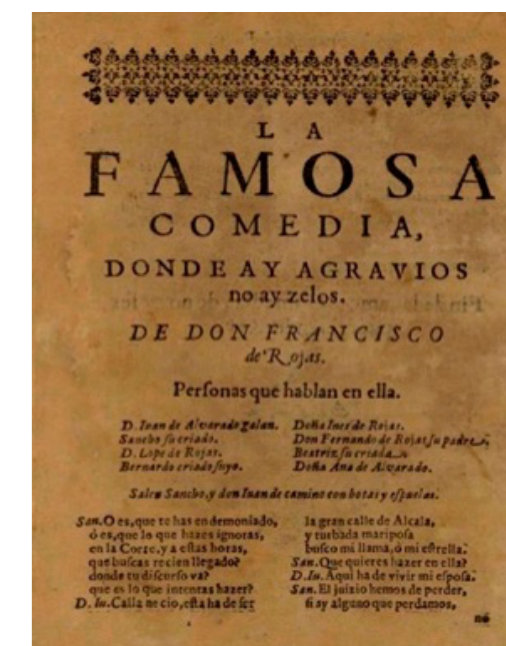 LA
FAMOSA
COMEDIA,
DONDE AY AGRAVIOS
no ay zelos.
DE DON FRANCISCO
de Rojas.
Perſonas que hablan en ella.
D. Iuan de Alvarado galan.
Sancho ſu criado.
D. Lope de Rojas.
Bernardo criado ſuyo.
Doña Ines de Rojas.
Don Fernando de Rojas ſu padre.
Beatriz ſu criada.
Doña Ana de Alvarado.
Salen Sancho, y don Iuan de camino con botas y eſpuelas.
San. O es, que te has endemoniado,
ó es, que lo que hazes ignoras,
en la Corte, y a eſtas horas,
que buſcas recien llegado?
donde tu diſcurſo va?
que es lo que intentas hazer?
D. Iu. Calla necio, eſta ha de ſer
la gran calle de Alcala,
y turbada mariposa
buſco mi llama, ó mi eſtrella.
San. Que quieres hazer en ella?
D. Iu. Aqui ha de vivir mi eſpoſa.
San. El juizio hemos de perder,
ſi ay alguno que perdamos,
no